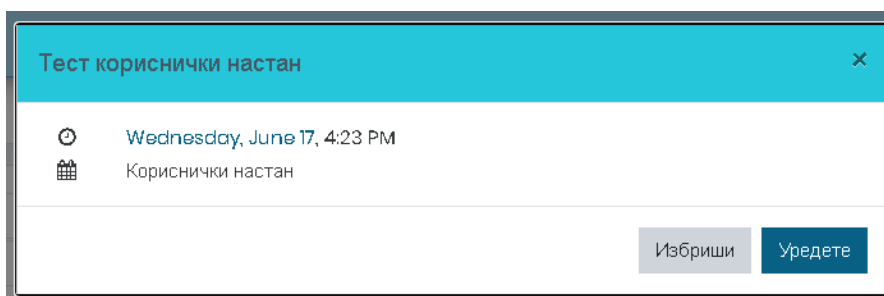 Тест кориснички настан ×
Wednesday, June 17, 4:23 PM
Кориснички настан
Избриши Уредете